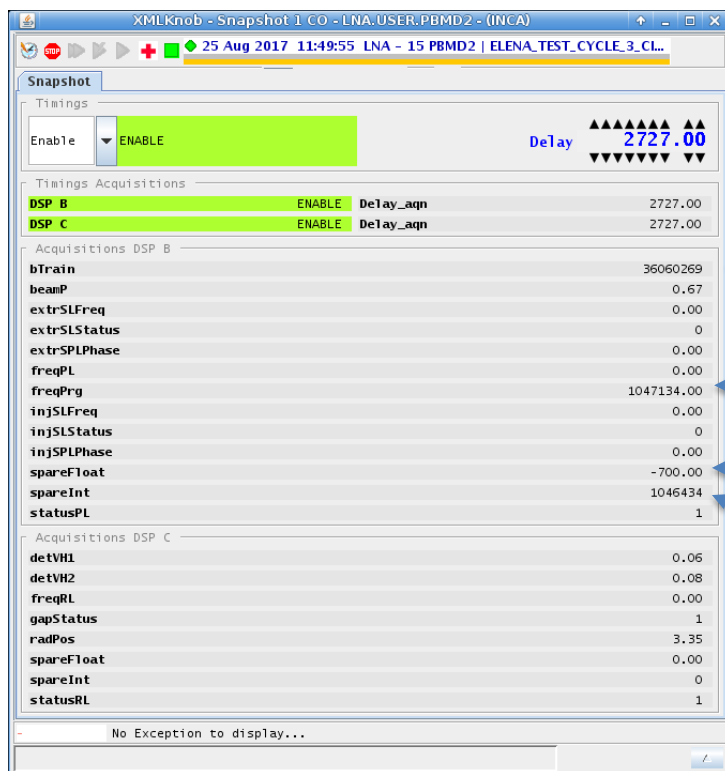 XMLKnob - Snapshot 1 CO - LNA.USER.PBMD2 - (INCA)
STOP 25 Aug 2017 11:49:55 LNA - 15 PBMD2 | ELENA_TEST_CYCLE_3_Cl...
Snapshot
Timings
Enable ENABLE Delay 2727.00
Timings Acquisitions
DSP B ENABLE Delay_aqn 2727.00
DSP C ENABLE Delay_aqn 2727.00
Acquisitions DSP B
bTrain 36060269
beamP 0.67
extrSLFreq 0.00
extrSLStatus 0
extrSPLPhase 0.00
freqPL 0.00
freqPrg 1047134.00
injSLFreq 0.00
injSLStatus 0
injSPLPhase 0.00
spareFloat -700.00
spareInt 1046434
statusPL 1
Acquisitions DSP C
detVH1 0.06
detVH2 0.08
freqRL 0.00
gapStatus 1
radPos 3.35
spareFloat 0.00
spareInt 0
statusRL 1
- No Exception to display...